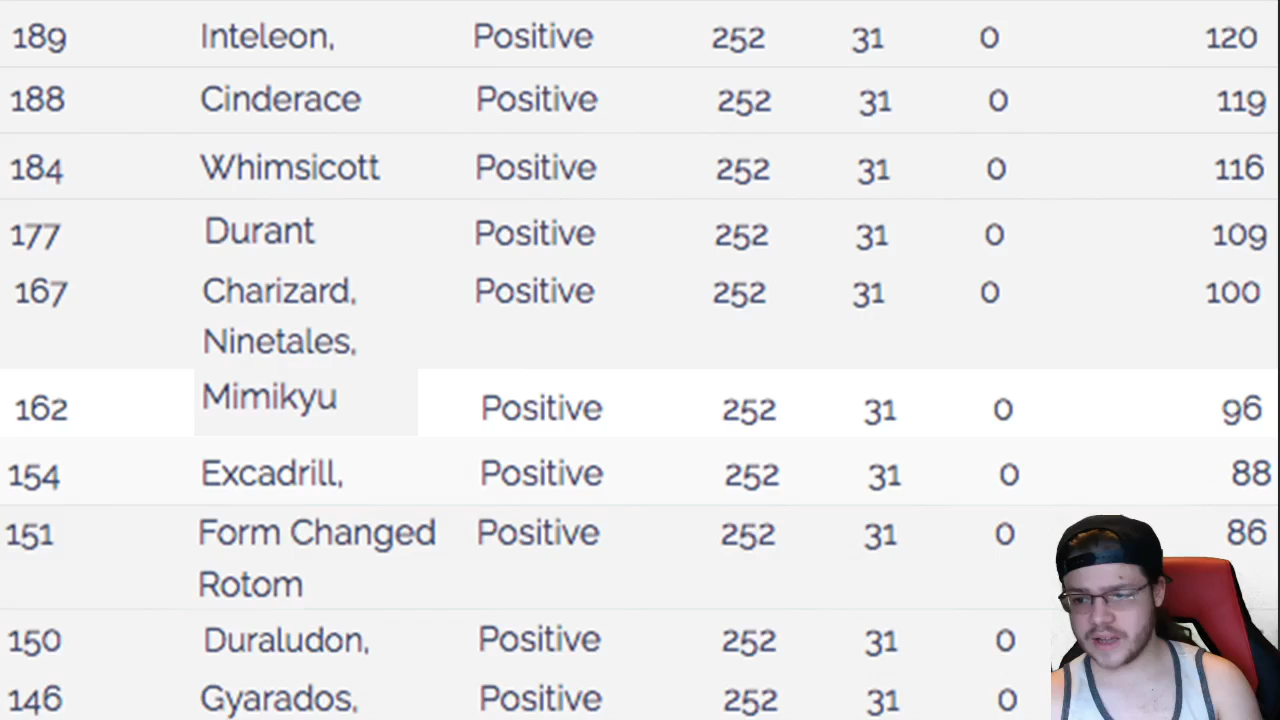 189 Inteleon, Positive 252 31 0 120
188 Cinderace Positive 252 31 0 119
184 Whimsicott Positive 252 31 0 116
177 Durant Positive 252 31 0 109
167 Charizard, Positive 252 31 0 100
Ninetales,
162 Mimikyu Positive 252 31 0 96
154 Excadrill, Positive 252 31 0 88
151 Form Changed Positive 252 31 0 86
Rotom
150 Duraludon, Positive 252 31 0
146 Gyarados, Positive 252 31 0